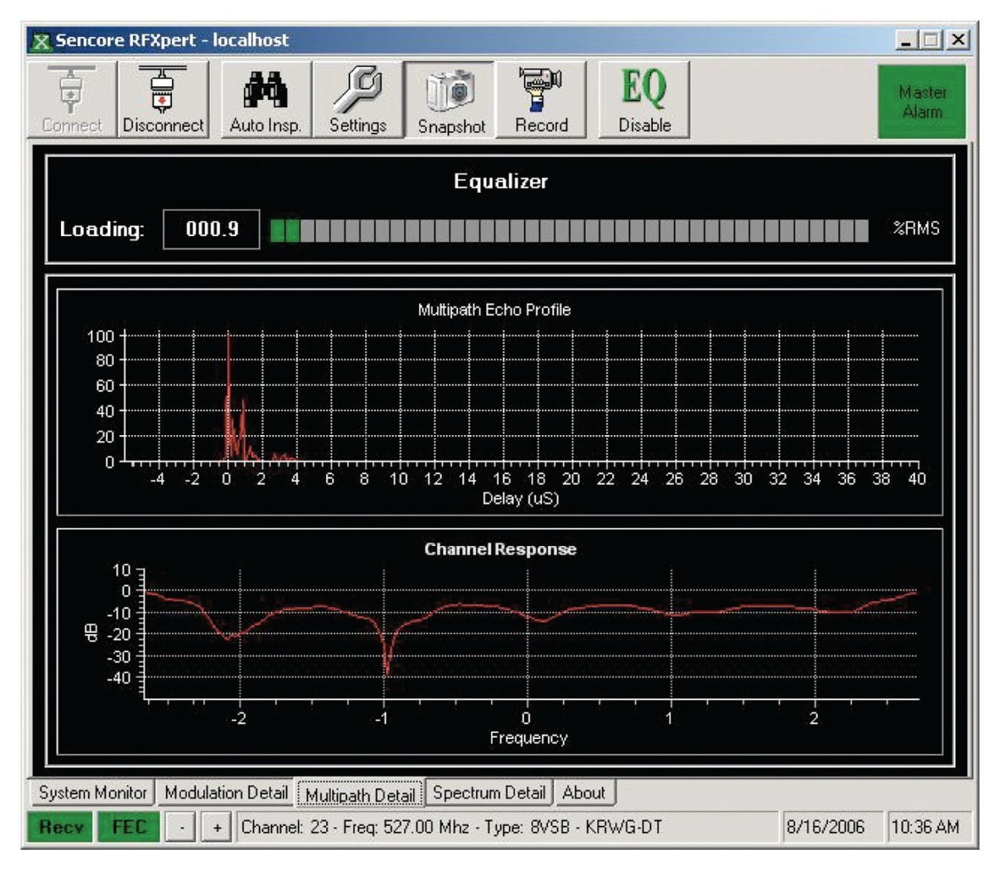 Sencore RFXpert - localhost
Connect Disconnect Auto Insp. Settings Snapshot Record EQ Disable Master Alarm
Equalizer
Loading: 000.9 %RMS
Multipath Echo Profile
100
80
60
40
20
0
-4 -2 0 2 4 6 8 10 12 14 16 18 20 22 24 26 28 30 32 34 36 38 40
Delay (uS)
Channel Response
10
0
-10
dB -20
-30
-40
-2 -1 0 1 2
Frequency
System Monitor Modulation Detail Multipath Detail Spectrum Detail About
Recv FEC - + Channel: 23 - Freq: 527.00 Mhz - Type: 8VSB - KRWG-DT 8/16/2006 10:36 AM